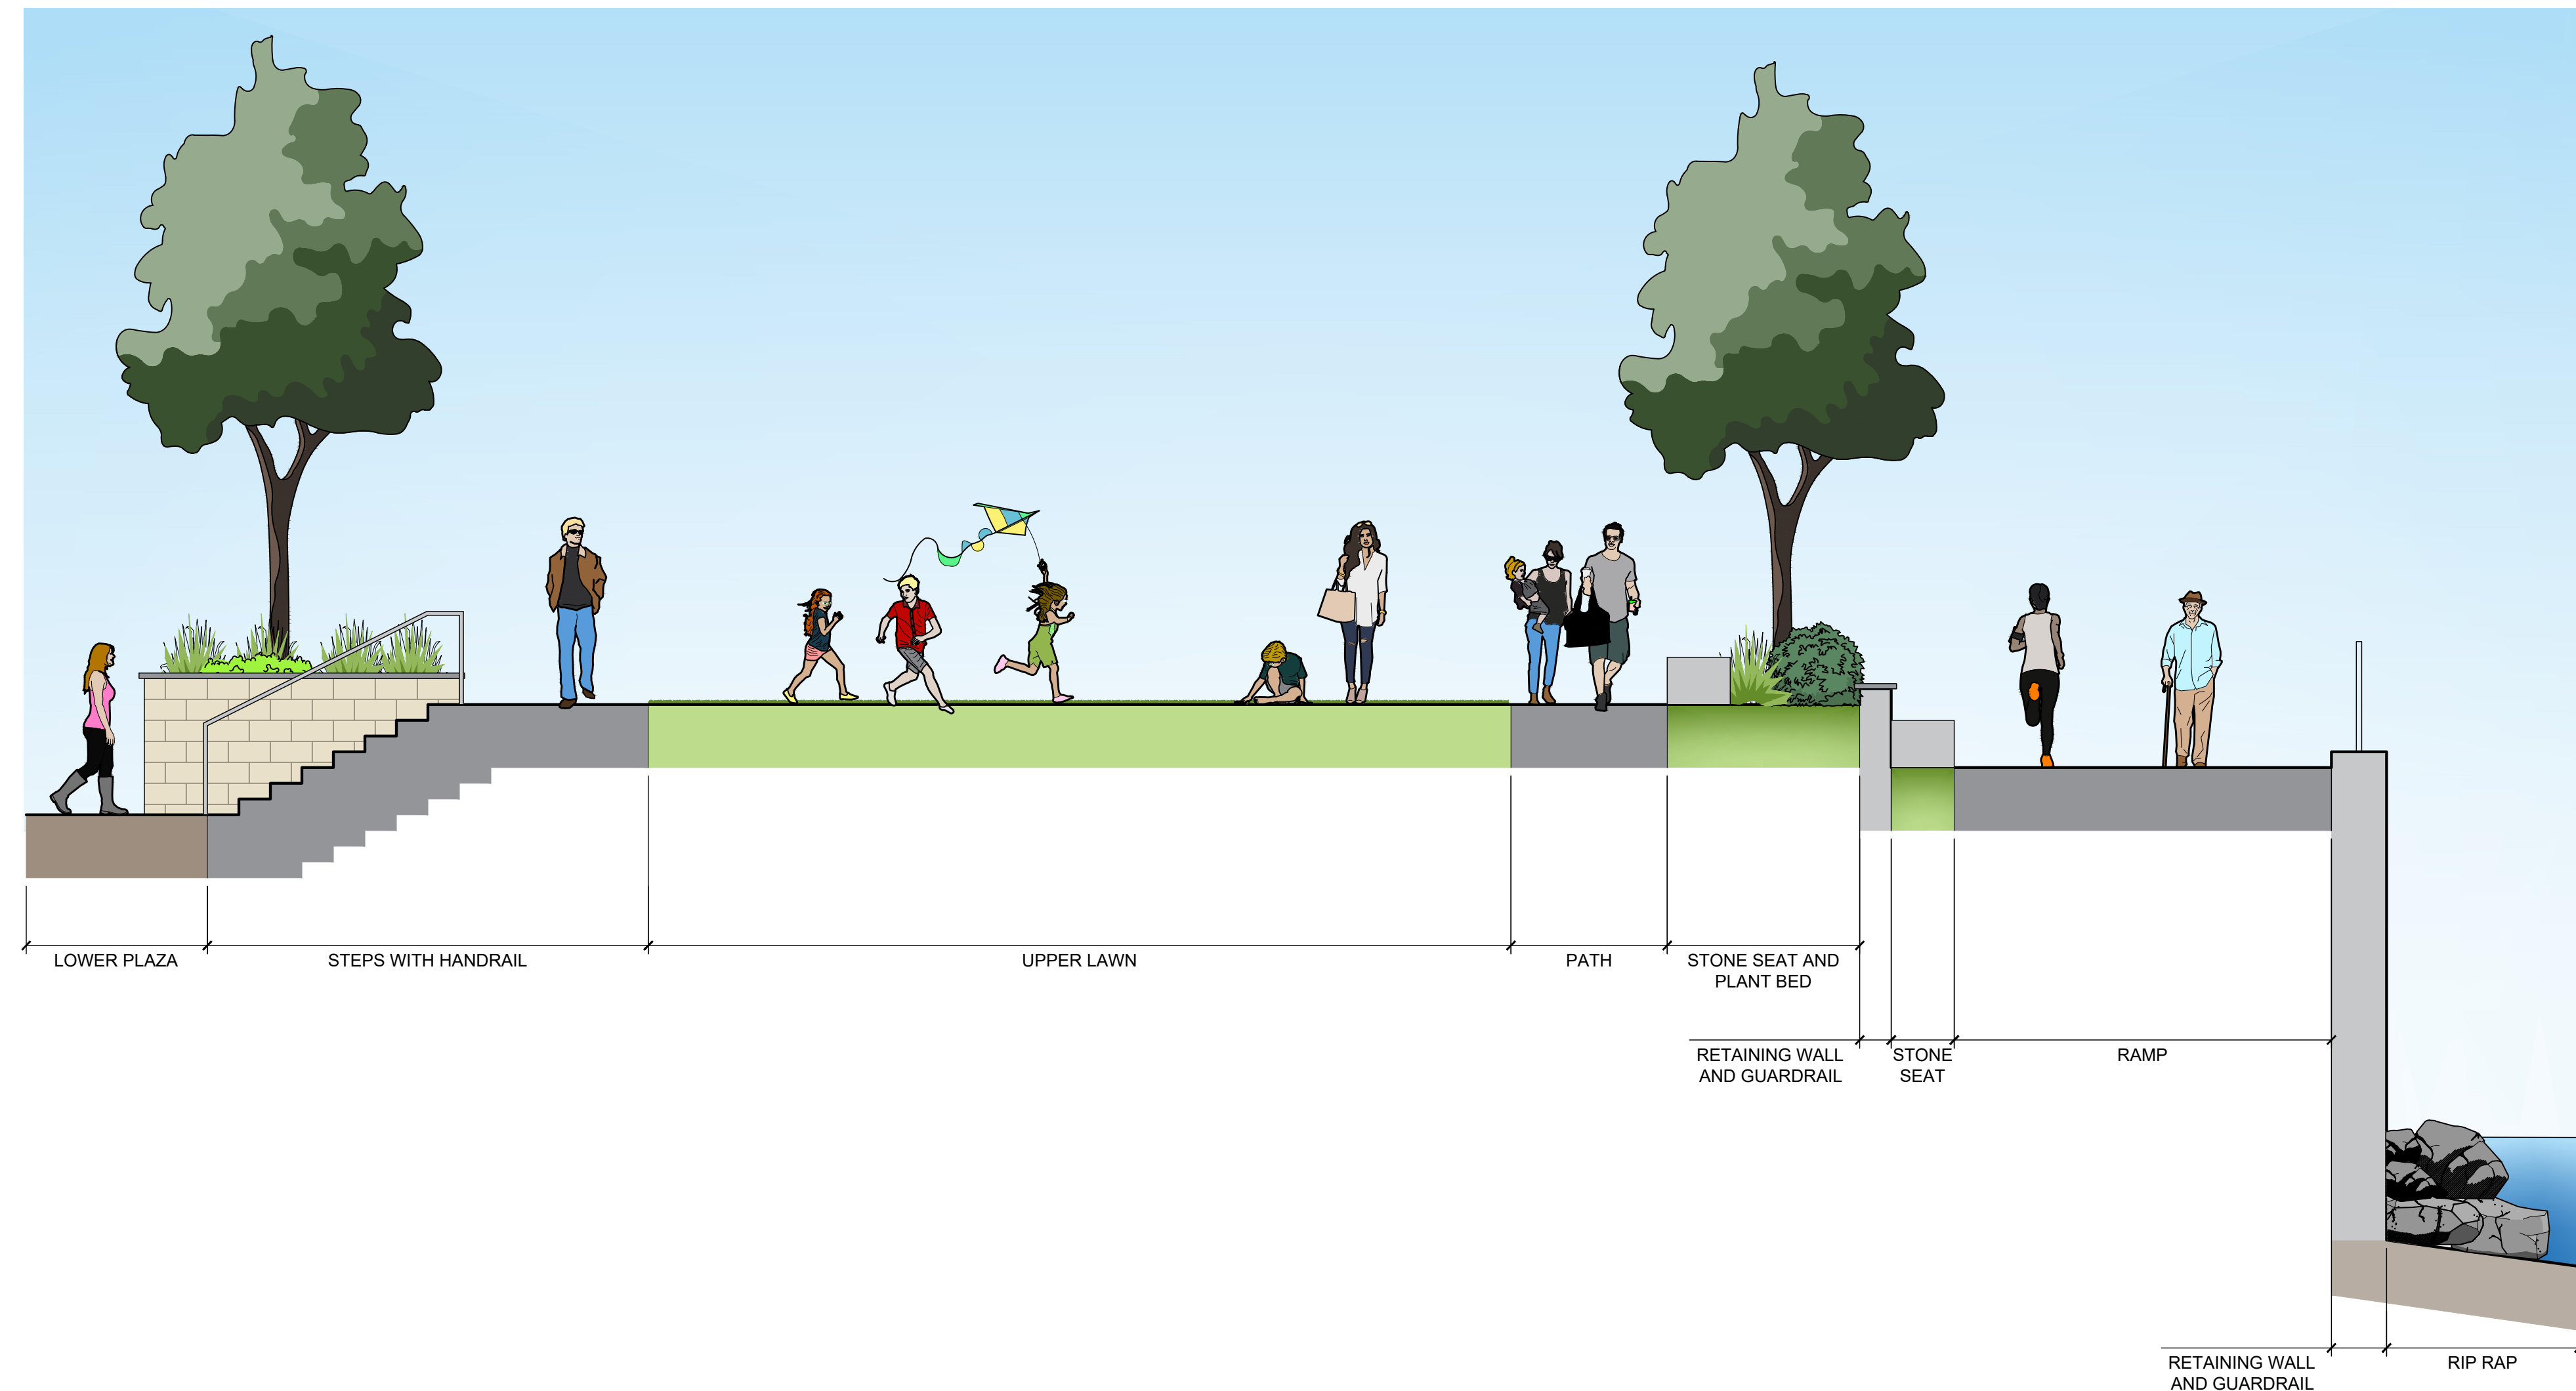 LOWER PLAZA
STEPS WITH HANDRAIL
UPPER LAWN
PATH
STONE SEAT AND
PLANT BED
RETAINING WALL
AND GUARDRAIL
STONE
SEAT
RAMP
RETAINING WALL
AND GUARDRAIL
RIP RAP